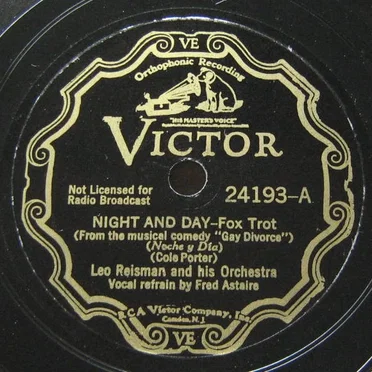 VE
Orthophonic Recording
"HIS MASTER'S VOICE"
VICTOR
Not Licensed for
Radio Broadcast
24193-A
NIGHT AND DAY-Fox Trot
(From the musical comedy "Gay Divorce")
(Noche y Día)
(Cole Porter)
Leo Reisman and his Orchestra
Vocal refrain by Fred Astaire
RCA Victor Company, Inc.
Camden, N.J.
VE